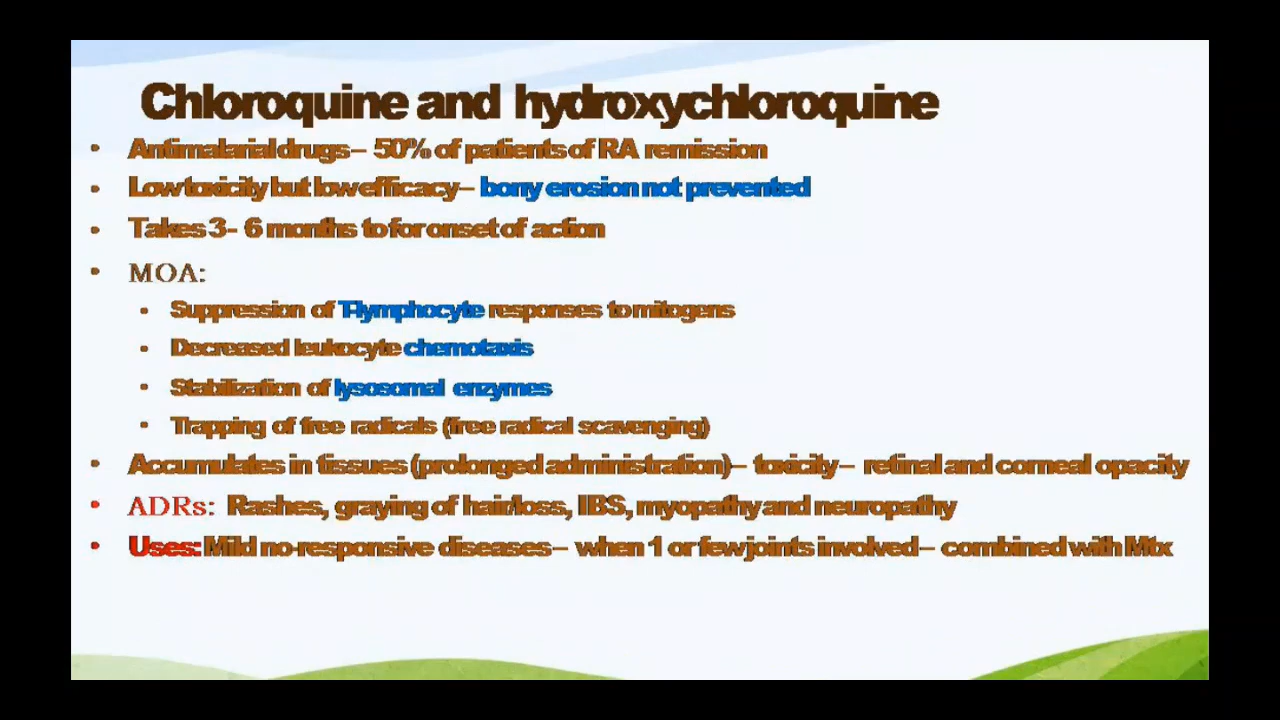 Chloroquine and hydroxychloroquine
• Antimalarial drugs – 50% of patients of RA remission
• Low toxicity but low efficacy – bony erosion not prevented
• Takes 3 - 6 months to for onset of action
• MOA:
• Suppression of T-lymphocyte responses to mitogens
• Decreased leukocyte chemotaxis
• Stabilization of lysosomal enzymes
• Trapping of free radicals (free radical scavenging)
• Accumulates in tissues (prolonged administration) – toxicity – retinal and corneal opacity
• ADRs: Rashes, graying of hair/loss, IBS, myopathy and neuropathy
• Uses: Mild no-responsive diseases – when 1 or few joints involved – combined with Mtx